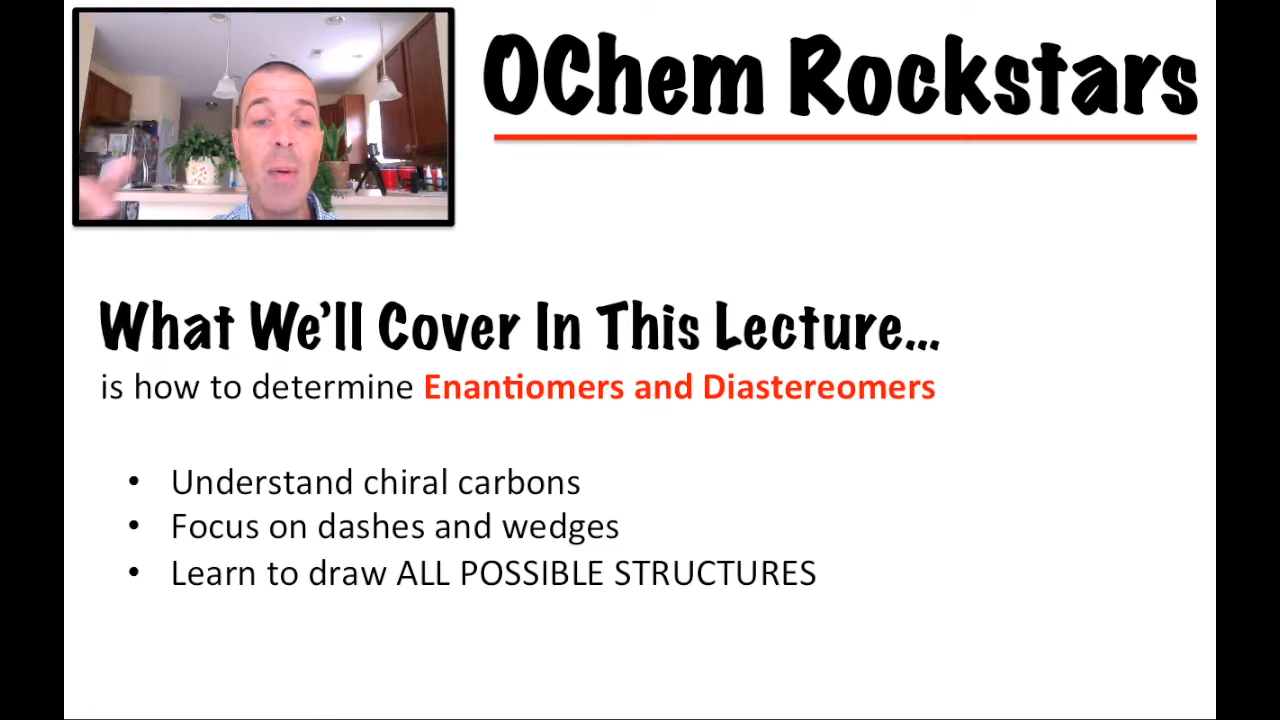 OChem Rockstars
What We'll Cover In This Lecture...
is how to determine Enantiomers and Diastereomers
• Understand chiral carbons
• Focus on dashes and wedges
• Learn to draw ALL POSSIBLE STRUCTURES